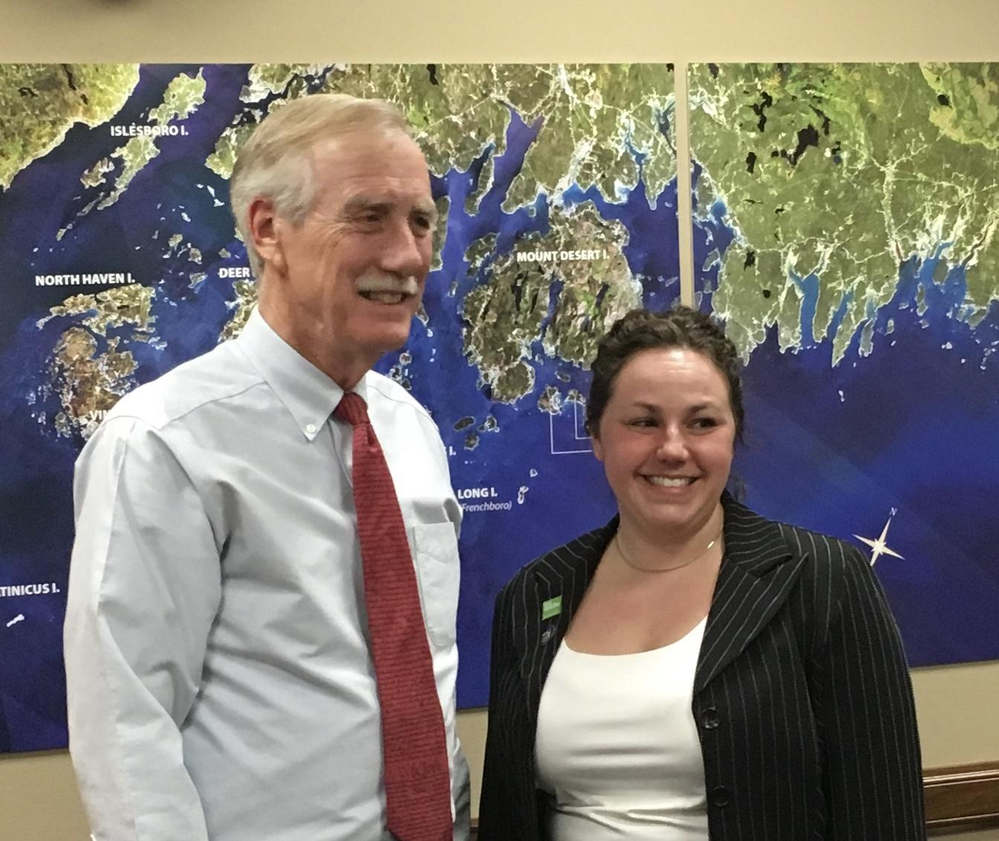 ISLESBORO I.
MOUNT DESERT I.
NORTH HAVEN I.
DEER
I.
LONG I.
(Frenchboro)
N
TINICUS I.